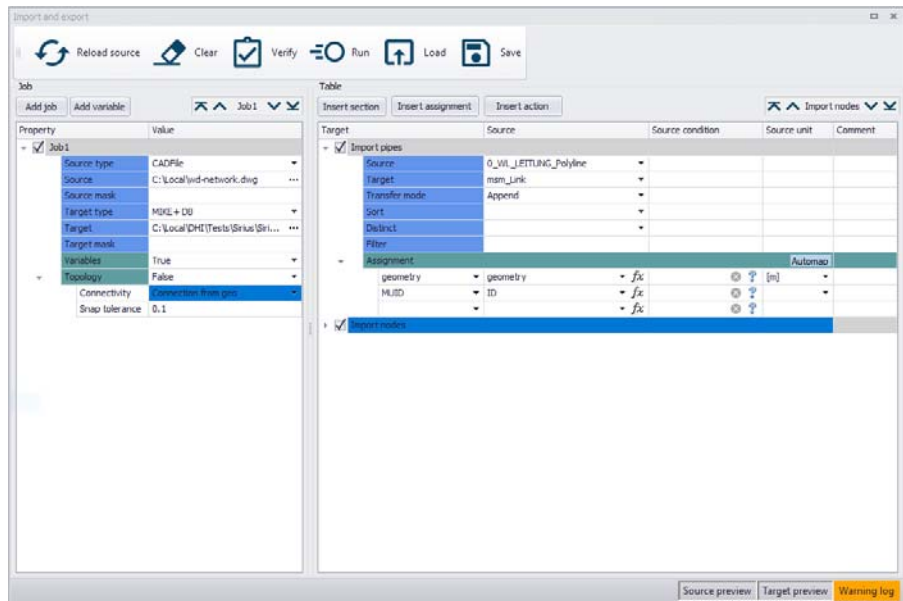 Import and export
Reload source Clear Verify Run Load Save
Job
Add job Add variable Job1
Property Value
Job1
Source type CADFile
Source C:\Local\wd-network.dwg ...
Source mask
Target type MIKE+ DB
Target C:\Local\DHI\Tests\Sirius\Siri... ...
Target mask
Variables True
Topology False
Connectivity Connection from geo...
Snap tolerance 0.1
Table
Insert section Insert assignment Insert action Import nodes
Target Source Source condition Source unit Comment
Import pipes
Source 0_WL_LEITUNG_Polyline
Target msm_Link
Transfer mode Append
Sort
Distinct
Filter
Assignment Automap
geometry geometry fx ? [m]
MUID ID fx ?
fx ?
Import nodes
Source preview Target preview Warning log